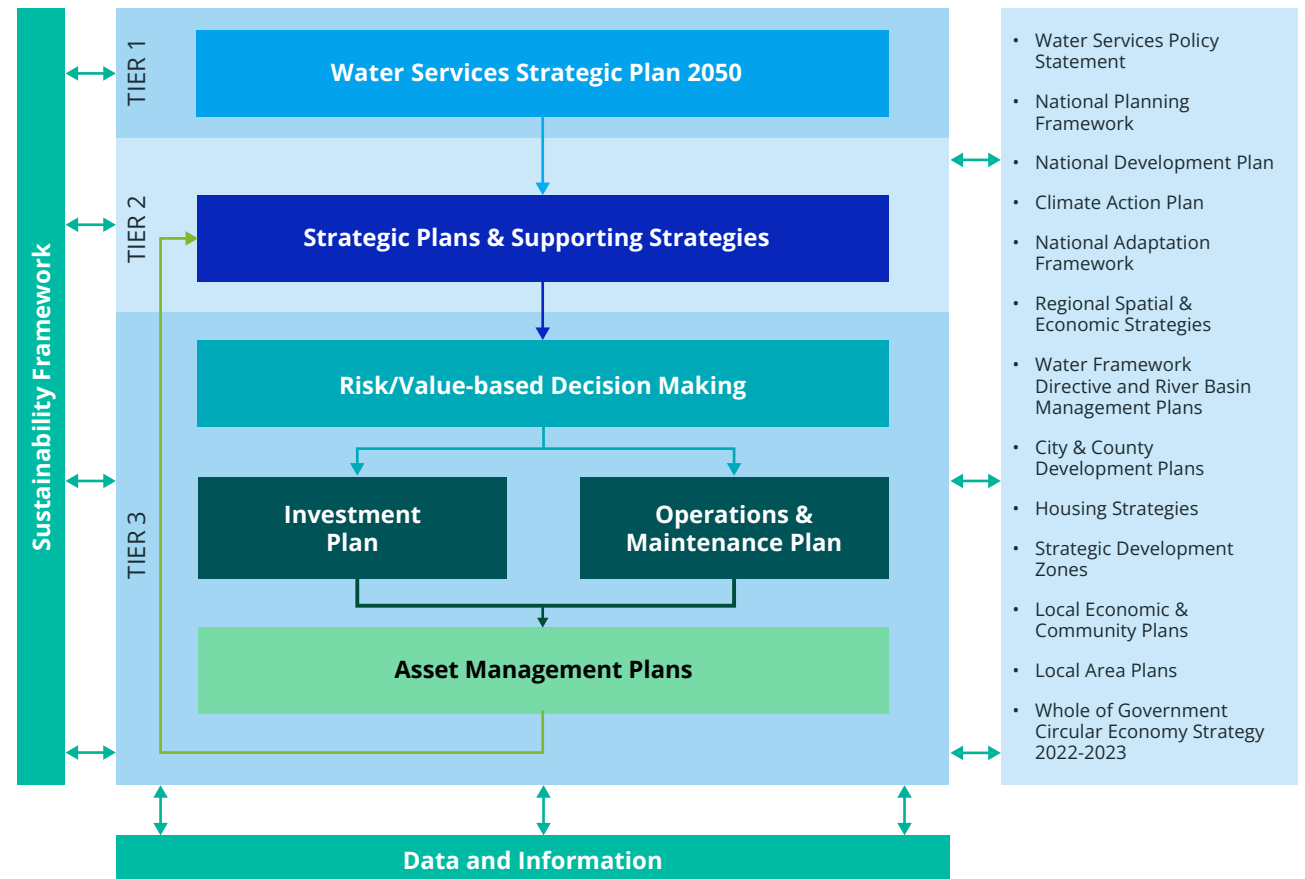 Sustainability Framework
TIER 1
Water Services Strategic Plan 2050
TIER 2
Strategic Plans & Supporting Strategies
TIER 3
Risk/Value-based Decision Making
Investment
Plan
Operations &
Maintenance Plan
Asset Management Plans
Data and Information
• Water Services Policy
Statement
• National Planning
Framework
• National Development Plan
• Climate Action Plan
• National Adaptation
Framework
• Regional Spatial &
Economic Strategies
• Water Framework
Directive and River Basin
Management Plans
• City & County
Development Plans
• Housing Strategies
• Strategic Development
Zones
• Local Economic &
Community Plans
• Local Area Plans
• Whole of Government
Circular Economy Strategy
2022-2023